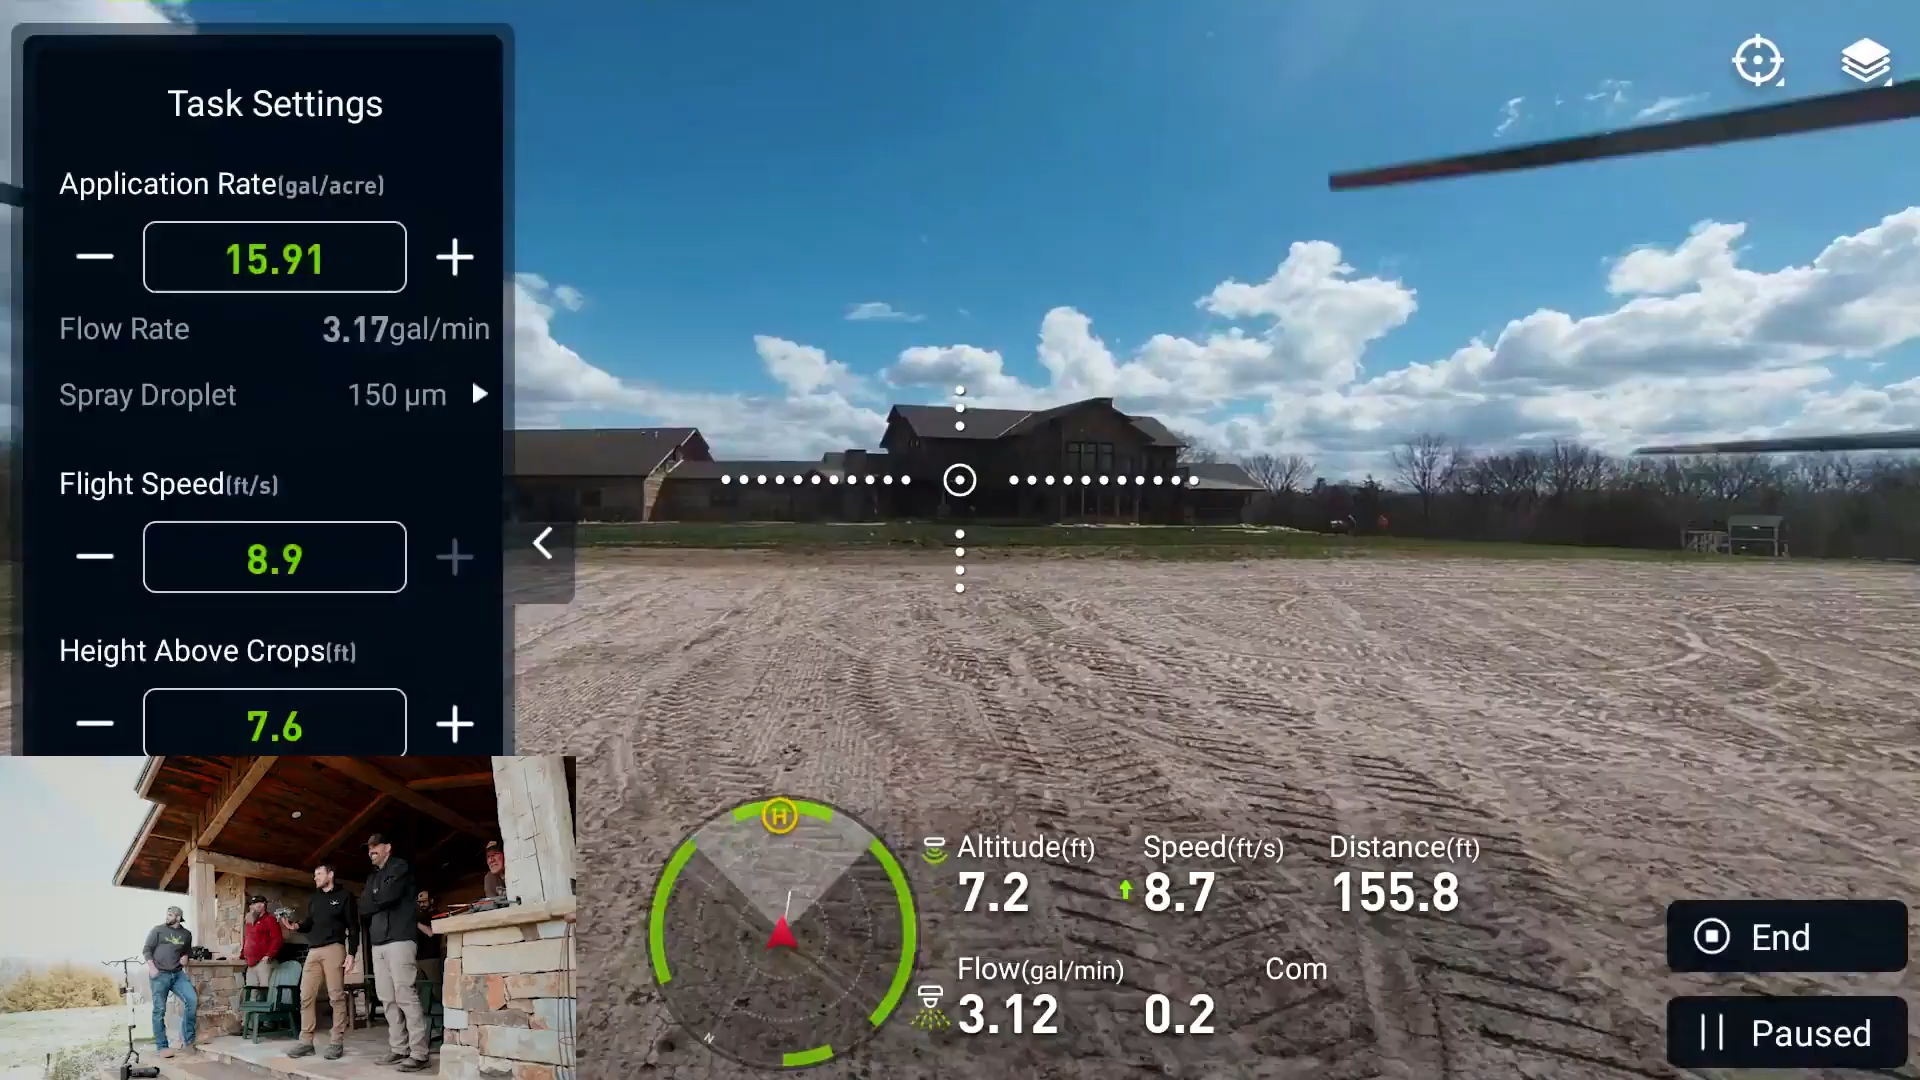 Task Settings
Application Rate(gal/acre)
— 15.91 +
Flow Rate 3.17gal/min
Spray Droplet 150 µm
Flight Speed(ft/s)
— 8.9 +
Height Above Crops(ft)
— 7.6 +
H
N
Altitude(ft) Speed(ft/s) Distance(ft)
7.2 8.7 155.8
Flow(gal/min) Com
3.12 0.2
End
Paused